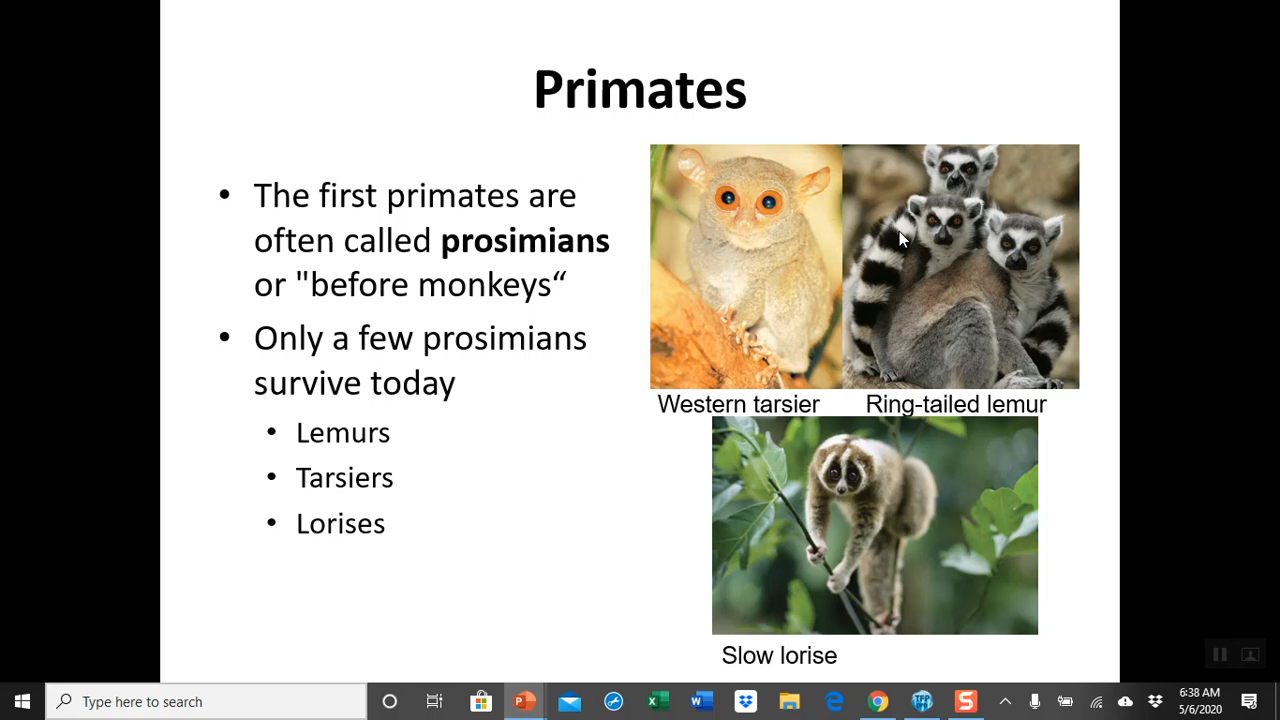 Primates
• The first primates are
often called prosimians
or "before monkeys“
• Only a few prosimians
survive today
• Lemurs
• Tarsiers
• Lorises
Western tarsier
Ring-tailed lemur
Slow lorise
Type here to search
6:38 AM
5/6/2020